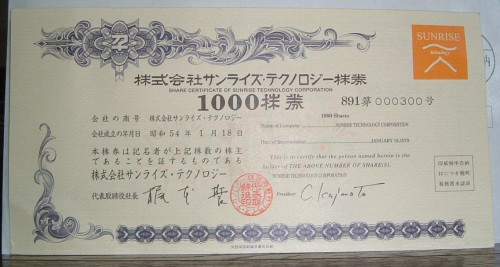 SUNRISE
株式会社サンライズ・テクノロジー株券
SHARE CERTIFICATE OF SUNRISE TECHNOLOGY CORPORATION
1000株券
891第000300号
1000 Shares
会社の商号 株式会社サンライズ・テクノロジー
Name of Company SUNRISE TECHNOLOGY CORPORATION
会社成立の年月日 昭和54年1月18日
Date of Incorporation JANUARY 18,1979
本株券は記名者が上記株数の株主
であることを証するものである
This is to certify that the person named hereto is the
holder of THE ABOVE NUMBER OF SHARE(S)
株式会社サンライズ・テクノロジー
SUNRISE TECHNOLOGY CORPORATION
代表取締役社長
President